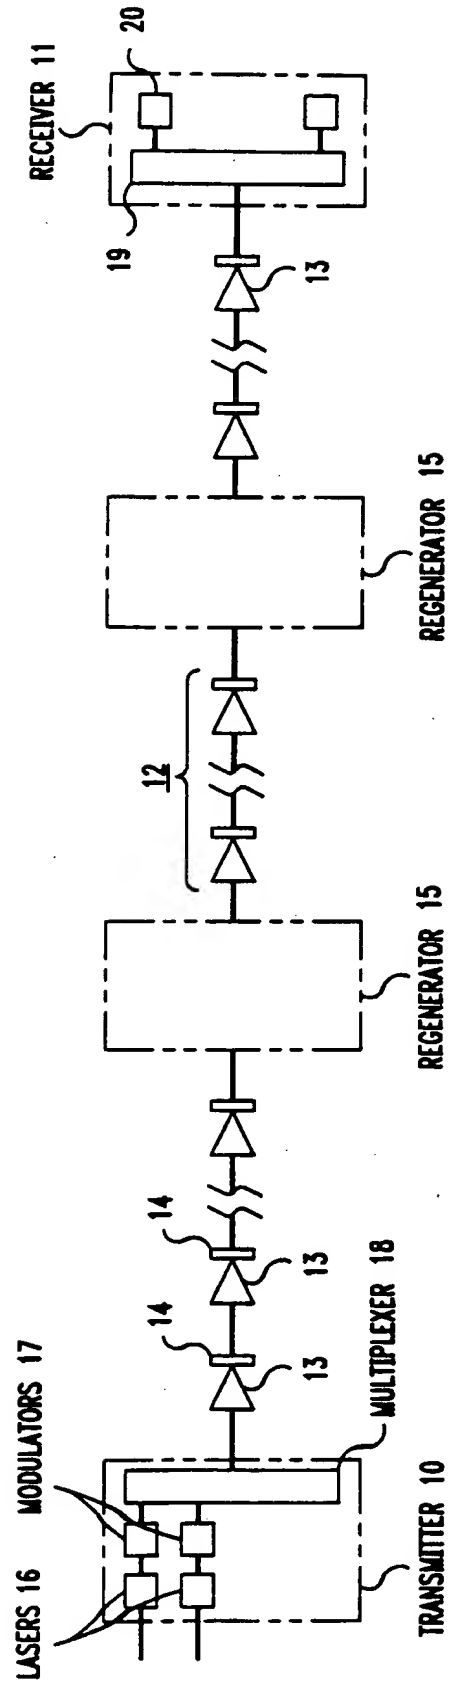 LASERS 16
MODULATORS 17
14
14
12
19
RECEIVER 11
20
TRANSMITTER 10
MULTIPLEXER 18
13
13
REGENERATOR 15
REGENERATOR 15
13